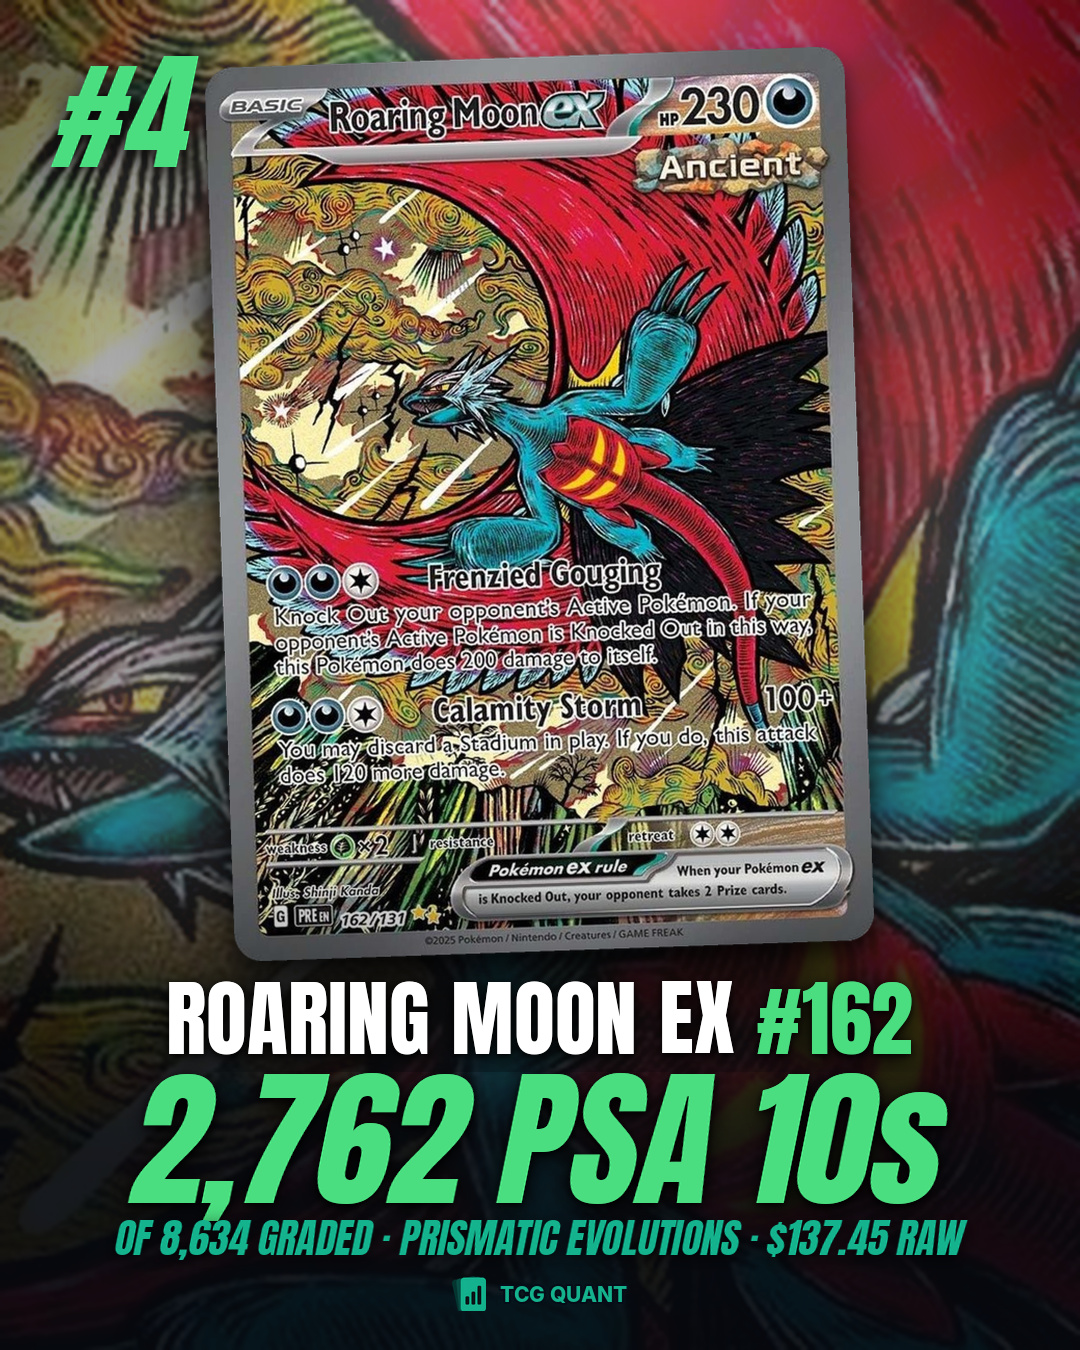 #4
BASIC Roaring Moon ex HP 230
Ancient
Frenzied Gouging
Knock Out your opponent's Active Pokémon. If your
opponent's Active Pokémon is Knocked Out in this way,
this Pokémon does 200 damage to itself.
Calamity Storm 100+
You may discard a Stadium in play. If you do, this attack
does 120 more damage.
weakness ×2 resistance retreat
Pokémon ex rule When your Pokémon ex
is Knocked Out, your opponent takes 2 Prize cards.
Illus. Shinji Kanda
G PRE EN 162/131
©2025 Pokémon / Nintendo / Creatures / GAME FREAK
ROARING MOON EX #162
2,762 PSA 10s
OF 8,634 GRADED · PRISMATIC EVOLUTIONS · $137.45 RAW
TCG QUANT